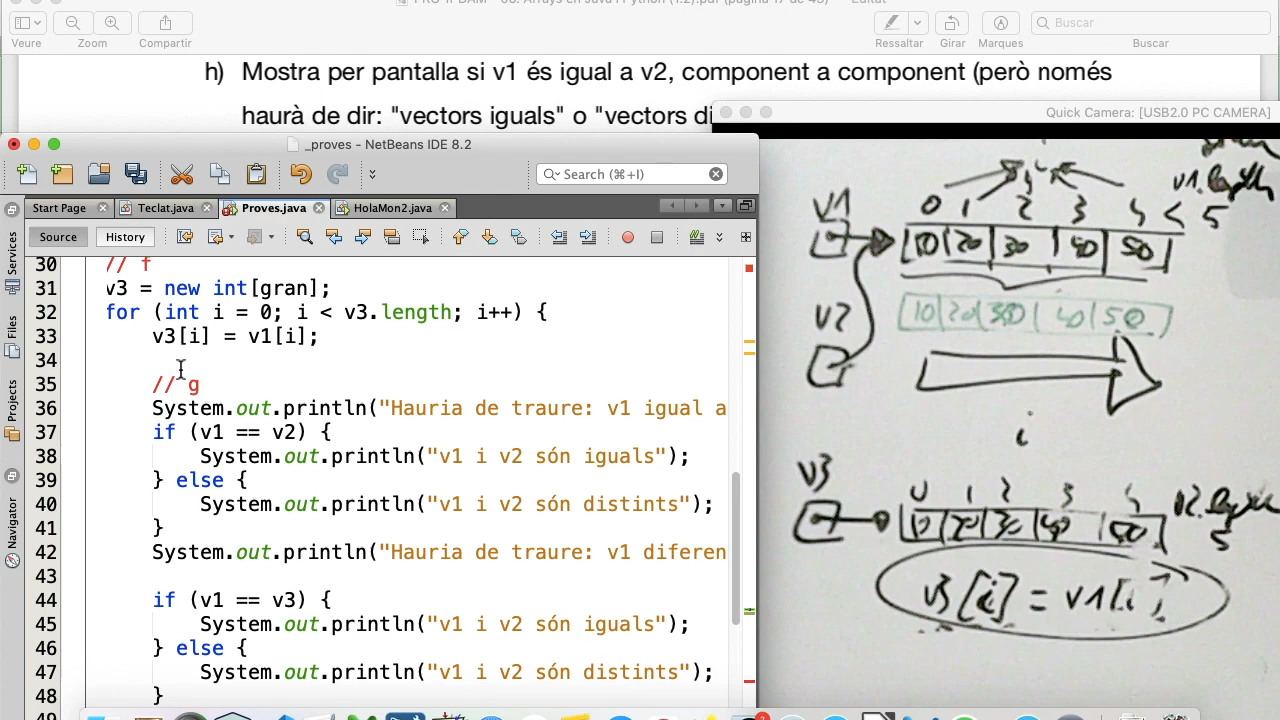 Veure
Zoom
Compartir
Ressaltar
Girar
Marques
Buscar
Buscar
h) Mostra per pantalla si v1 és igual a v2, component a component (però només
haurà de dir: "vectors iguals" o "vectors di
Quick Camera: [USB2.0 PC CAMERA]
_proves - NetBeans IDE 8.2
Search (⌘+I)
Start Page
Teclat.java
Proves.java
HolaMon2.java
Source
History
Services
Files
Projects
Navigator
30 // f
31 v3 = new int[gran];
32 for (int i = 0; i < v3.length; i++) {
33 v3[i] = v1[i];
34
35 // g
36 System.out.println("Hauria de traure: v1 igual a
37 if (v1 == v2) {
38 System.out.println("v1 i v2 són iguals");
39 } else {
40 System.out.println("v1 i v2 són distints");
41 }
42 System.out.println("Hauria de traure: v1 diferen
43
44 if (v1 == v3) {
45 System.out.println("v1 i v2 són iguals");
46 } else {
47 System.out.println("v1 i v2 són distints");
48 }
v1.length
v1 0 1 2 3 4 < 5
10 20 30 40 50
v2 10 20 30 40 50
i
v3 0 1 2 3 4 v2.length
10 20 30 40 50 5
v3[i] = v1[i]